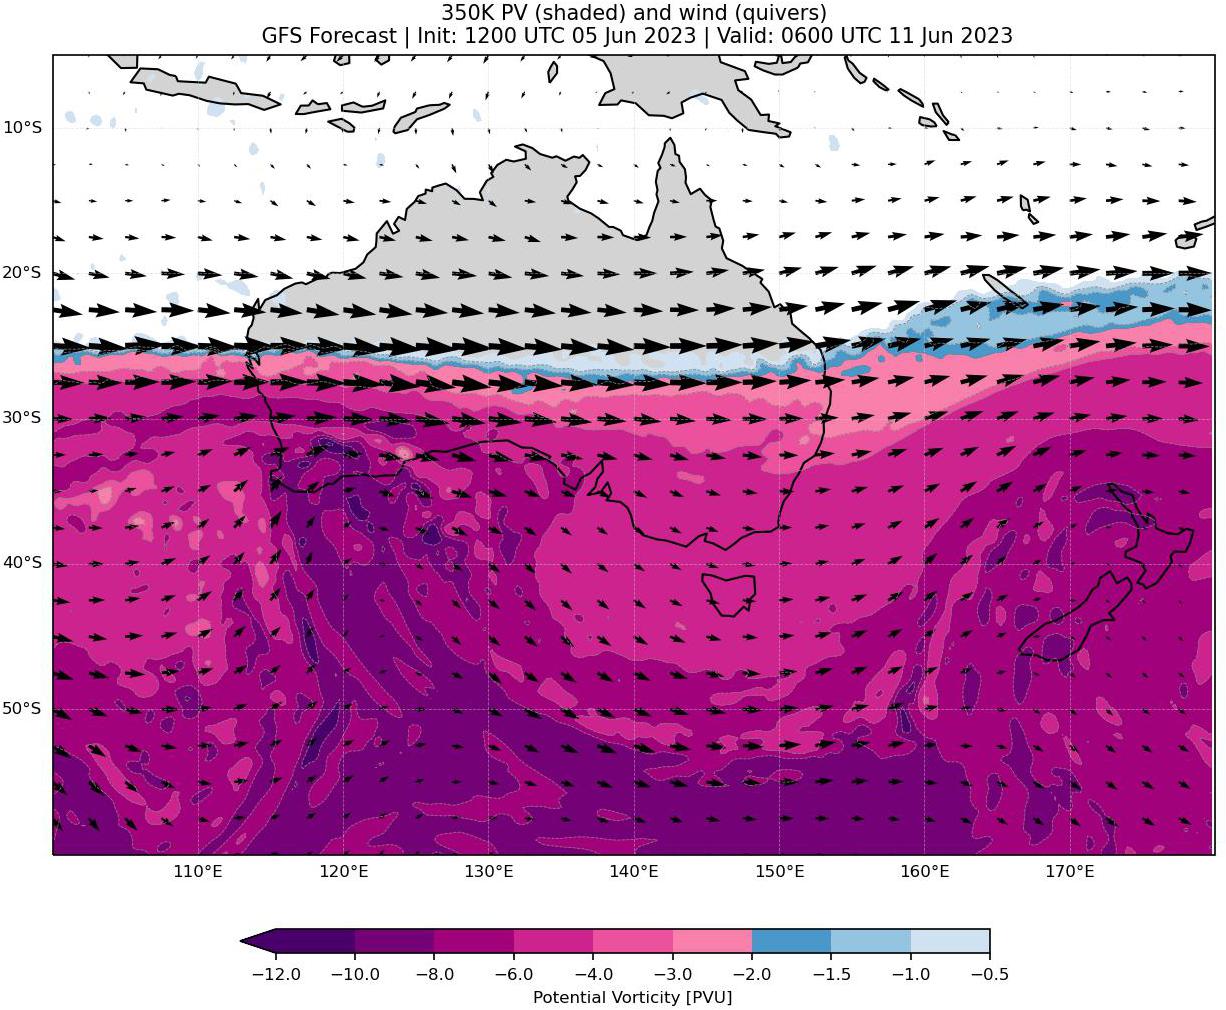 350K PV (shaded) and wind (quivers)
GFS Forecast | Init: 1200 UTC 05 Jun 2023 | Valid: 0600 UTC 11 Jun 2023
10°S
20°S
30°S
40°S
50°S
110°E 120°E 130°E 140°E 150°E 160°E 170°E
−12.0 −10.0 −8.0 −6.0 −4.0 −3.0 −2.0 −1.5 −1.0 −0.5
Potential Vorticity [PVU]